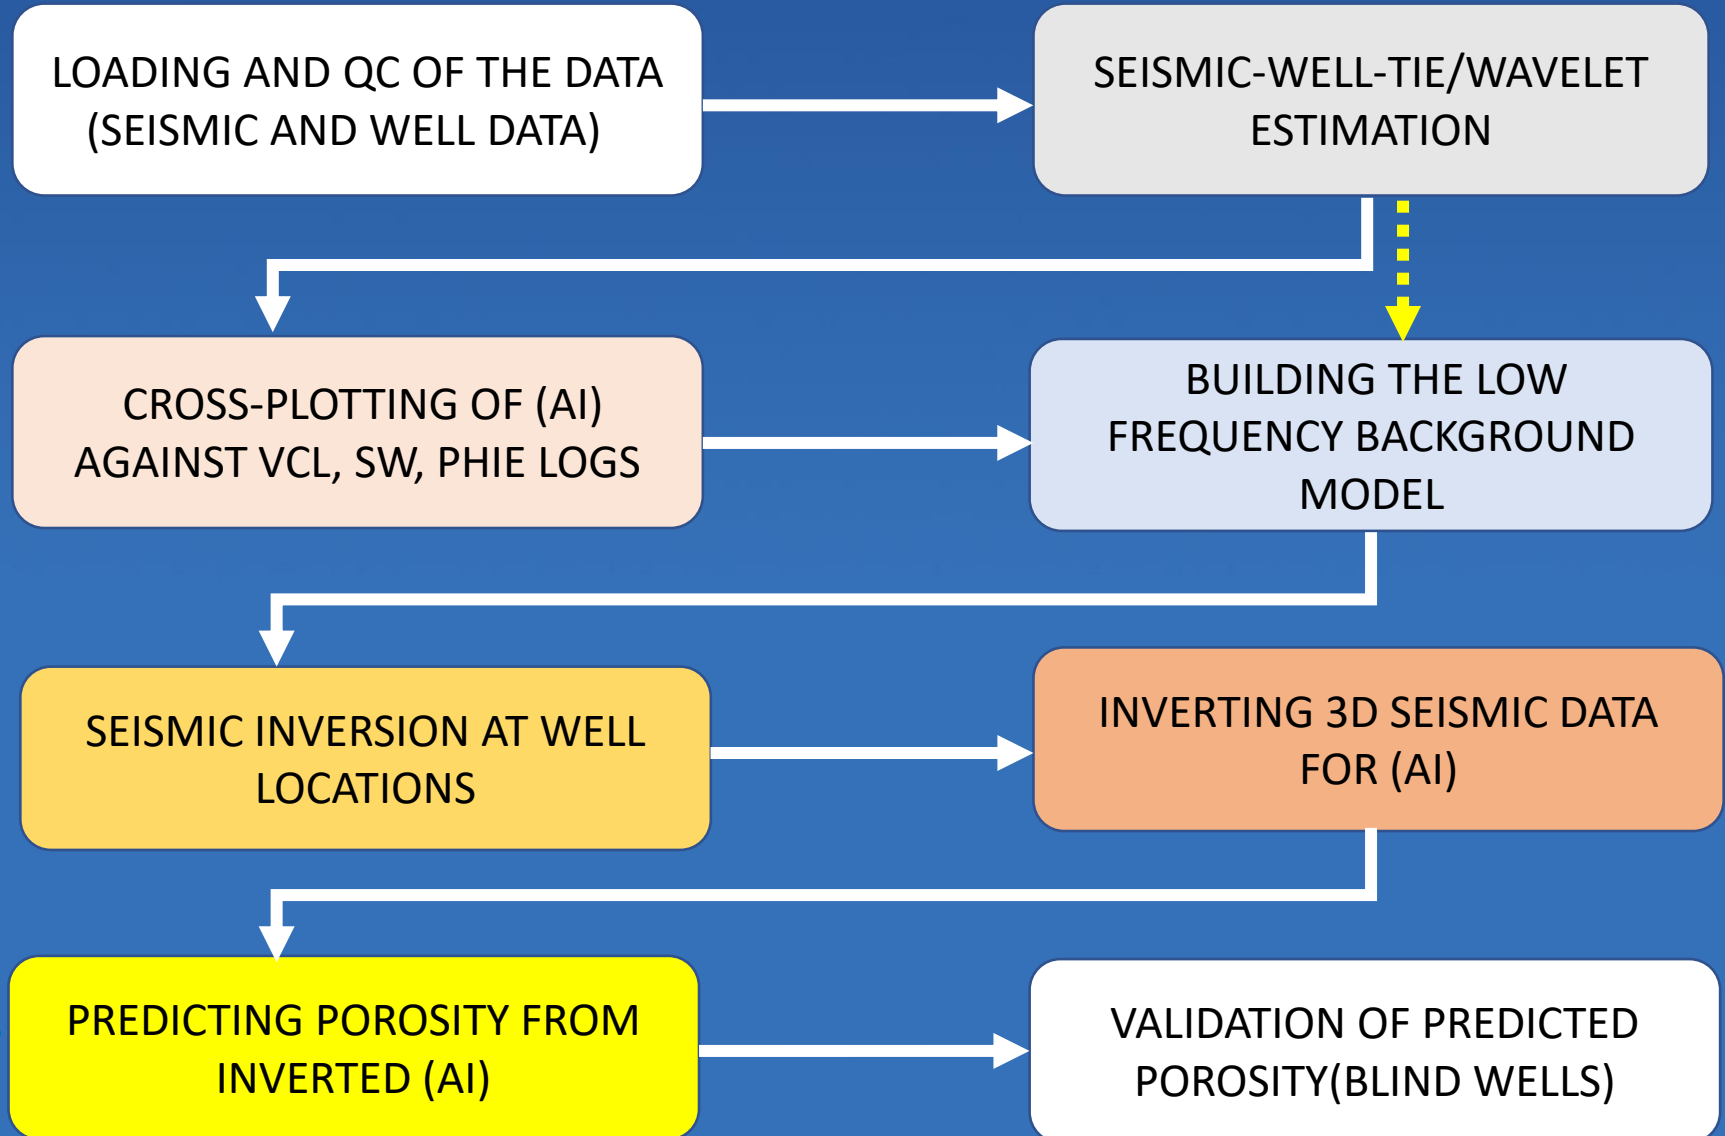 LOADING AND QC OF THE DATA
(SEISMIC AND WELL DATA)
SEISMIC-WELL-TIE/WAVELET
ESTIMATION
CROSS-PLOTTING OF (AI)
AGAINST VCL, SW, PHIE LOGS
BUILDING THE LOW
FREQUENCY BACKGROUND
MODEL
SEISMIC INVERSION AT WELL
LOCATIONS
INVERTING 3D SEISMIC DATA
FOR (AI)
PREDICTING POROSITY FROM
INVERTED (AI)
VALIDATION OF PREDICTED
POROSITY(BLIND WELLS)